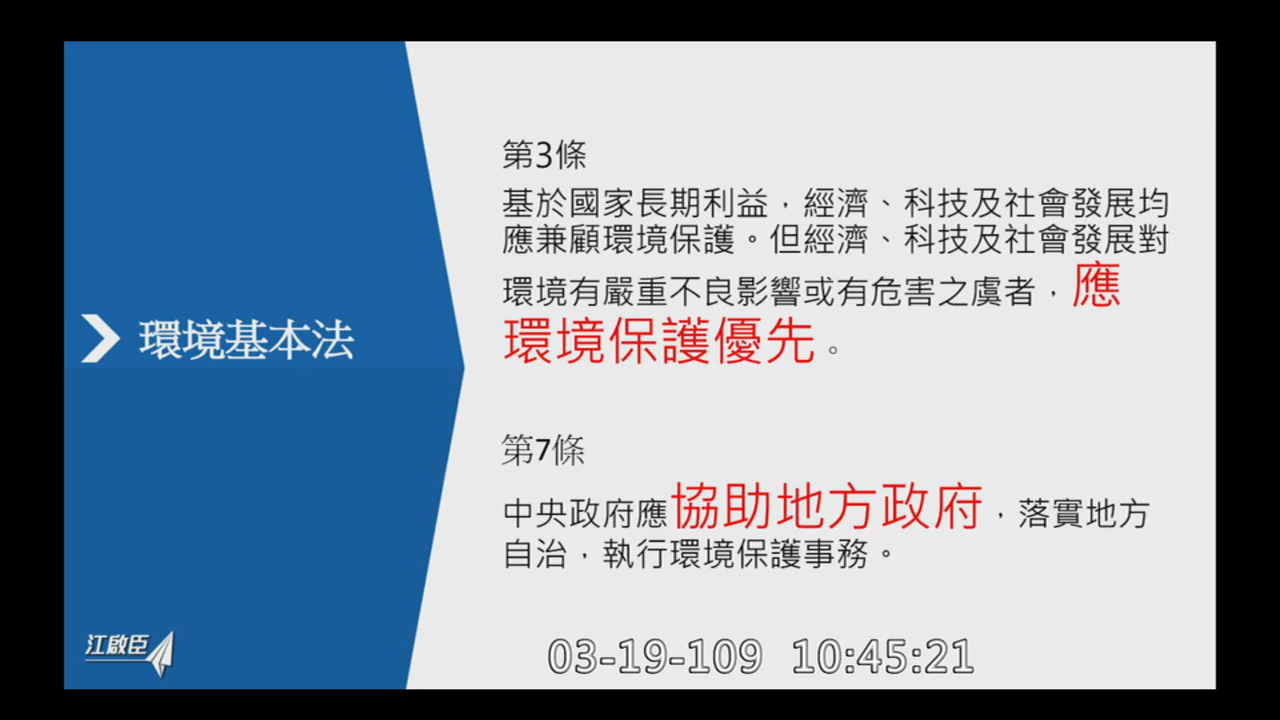 環境基本法
第3條
基於國家長期利益，經濟、科技及社會發展均
應兼顧環境保護。但經濟、科技及社會發展對
環境有嚴重不良影響或有危害之虞者，應
環境保護優先。
第7條
中央政府應協助地方政府，落實地方
自治，執行環境保護事務。
江啟臣
03-19-109 10:45:21